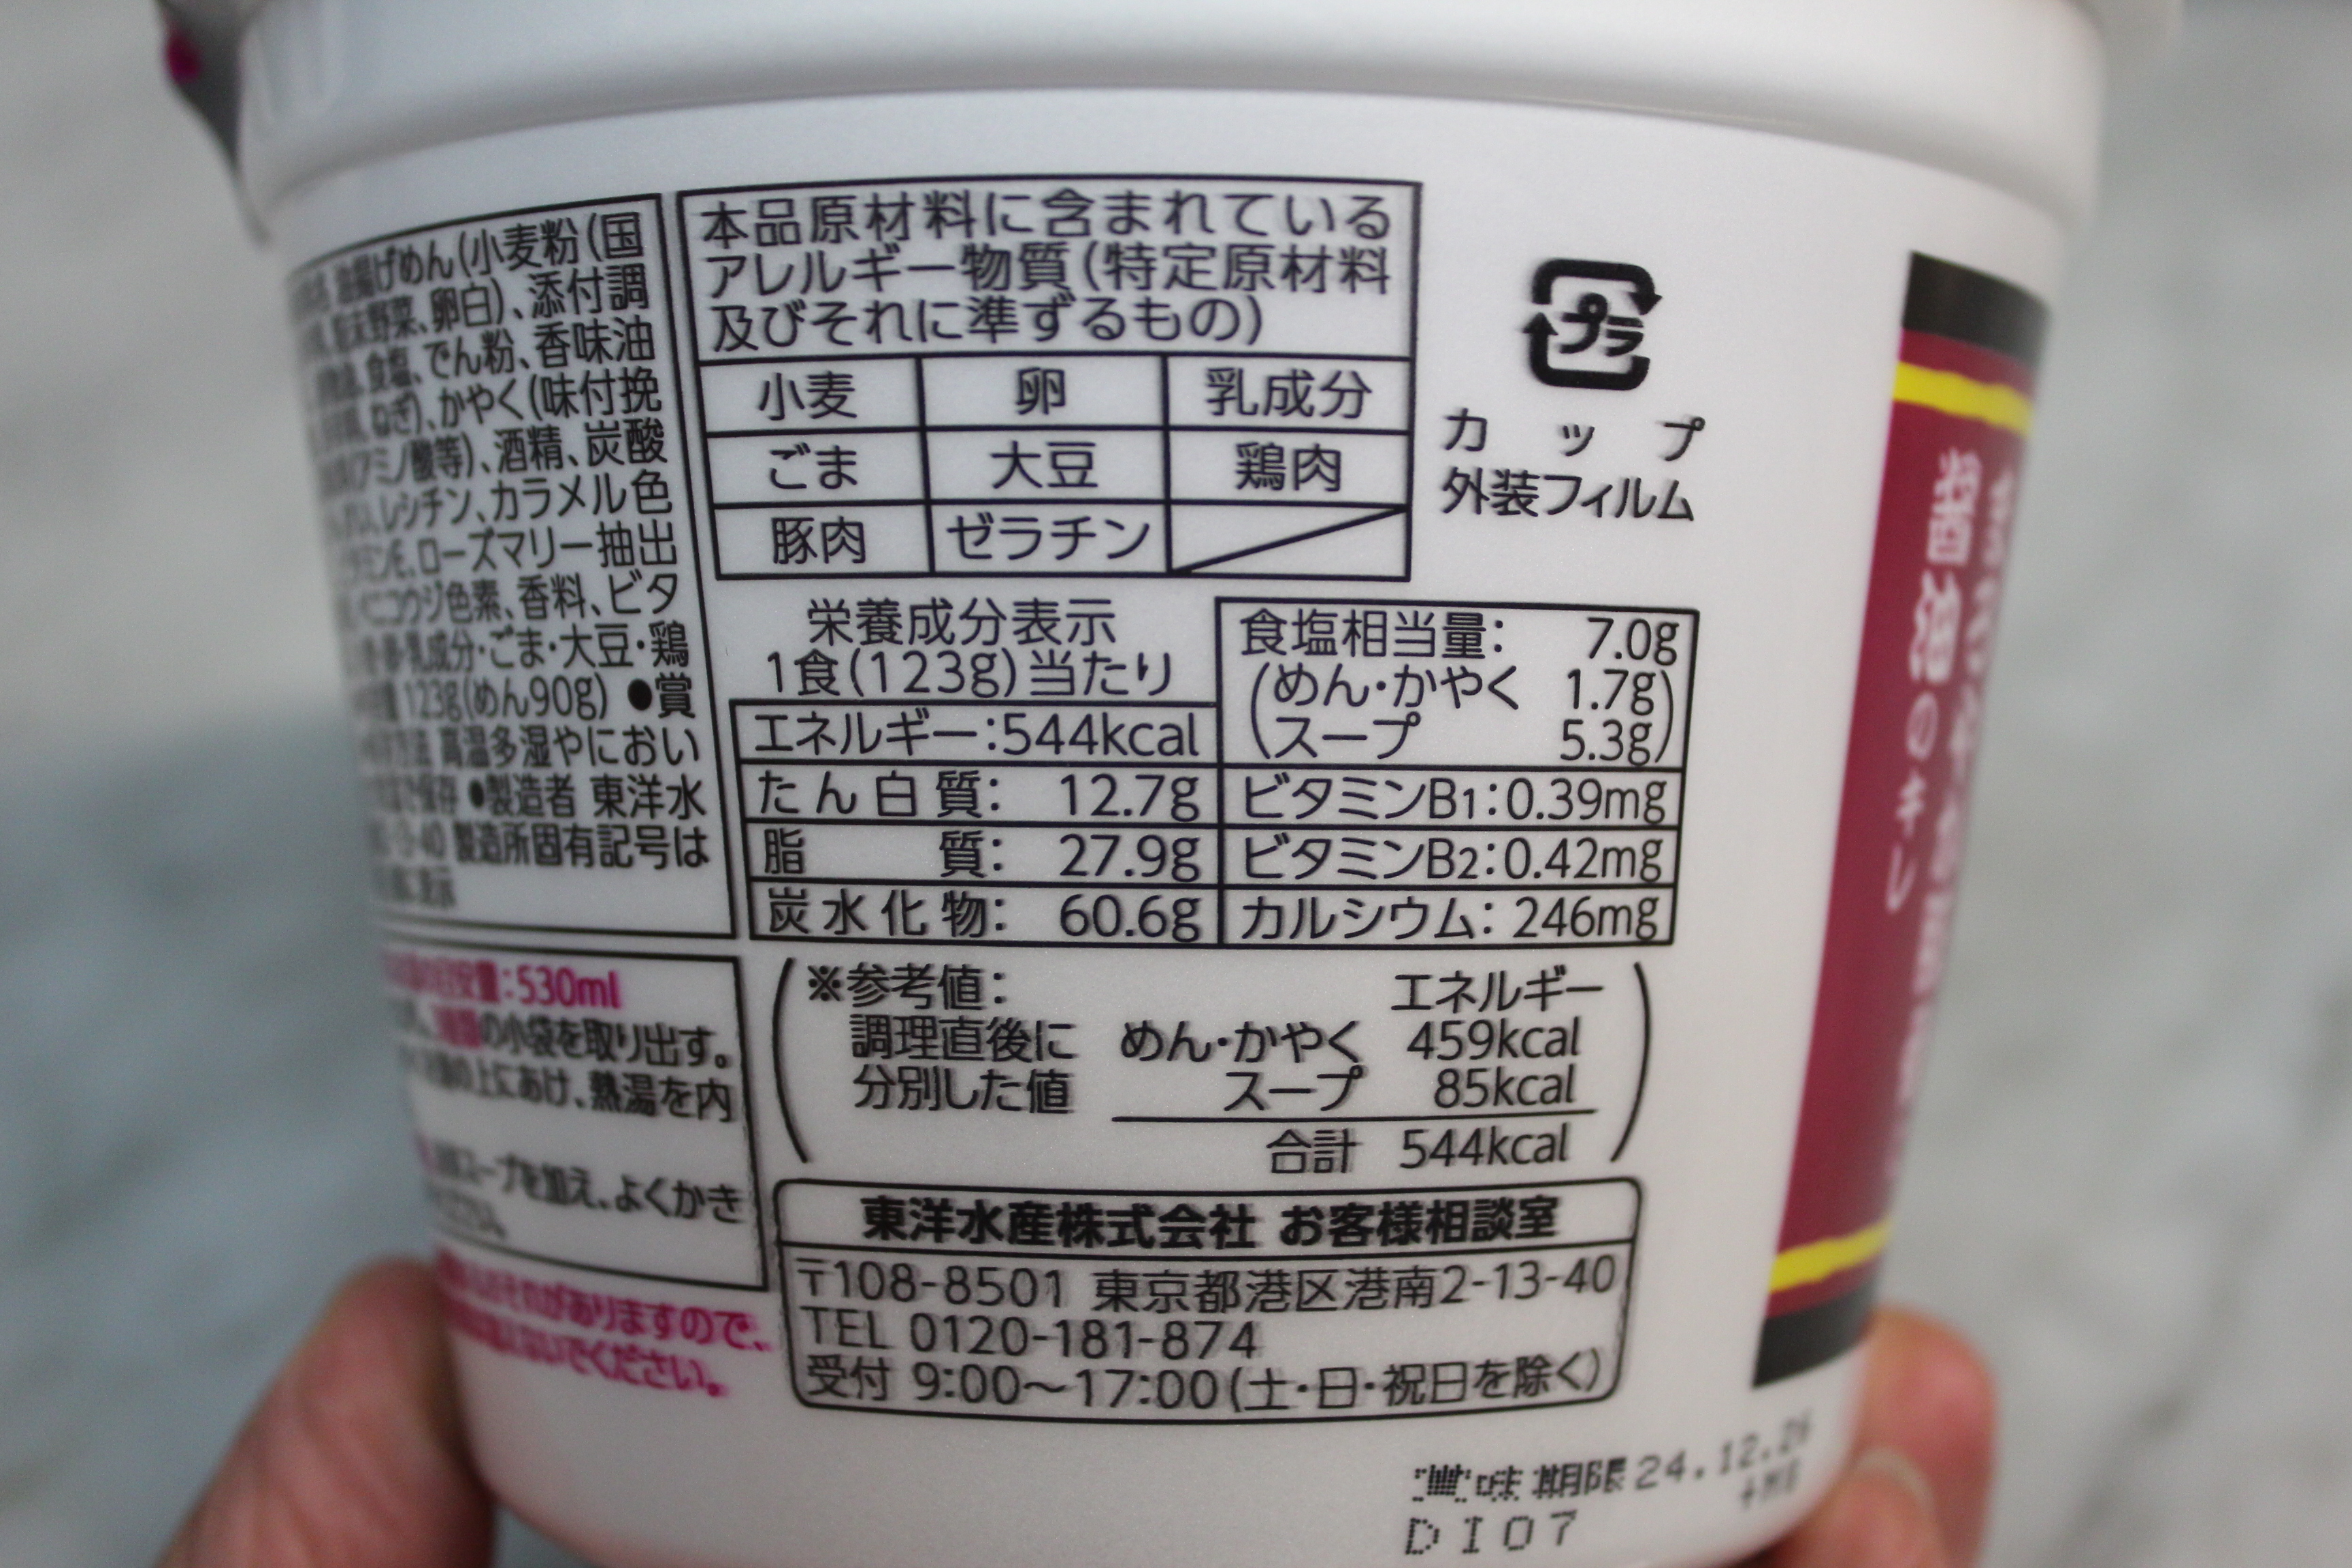 油揚げめん(小麦粉(国
粉末野菜、卵白)、添付調
食塩、でん粉、香味油
ねぎ)、かやく(味付挽
(アミノ酸等)、酒精、炭酸
レシチン、カラメル色
ローズマリー抽出
ベニコウジ色素、香料、ビタ
乳成分・ごま・大豆・鶏
123g(めん90g) ●賞
高温多湿やにおい
保存 ●製造者 東洋水
-40 製造所固有記号は
に表示
:530ml
の小袋を取り出す。
の上にあけ、熱湯を内
スープを加え、よくかき
それがありますので、
ないでください。
本品原材料に含まれている
アレルギー物質(特定原材料
及びそれに準ずるもの)
小麦 卵 乳成分
ごま 大豆 鶏肉
豚肉 ゼラチン
プラ
カップ
外装フィルム
栄養成分表示
1食(123g)当たり
エネルギー:544kcal
たん白質: 12.7g
脂質: 27.9g
炭水化物: 60.6g
食塩相当量: 7.0g
(めん・かやく 1.7g)
(スープ 5.3g)
ビタミンB1:0.39mg
ビタミンB2:0.42mg
カルシウム: 246mg
※参考値: エネルギー
調理直後に めん・かやく 459kcal
分別した値 スープ 85kcal
合計 544kcal
東洋水産株式会社 お客様相談室
〒108-8501 東京都港区港南2-13-40
TEL 0120-181-874
受付 9:00〜17:00(土・日・祝日を除く)
醤油のキレ
賞味期限24.12.26
DI07